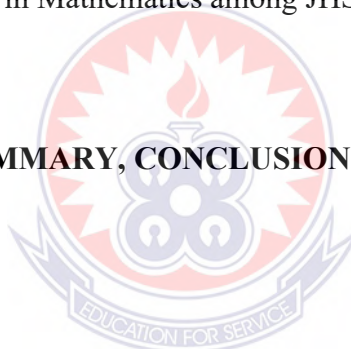 in Mathematics among JHS
MMARY, CONCLUSION
EDUCATION FOR SERVICE